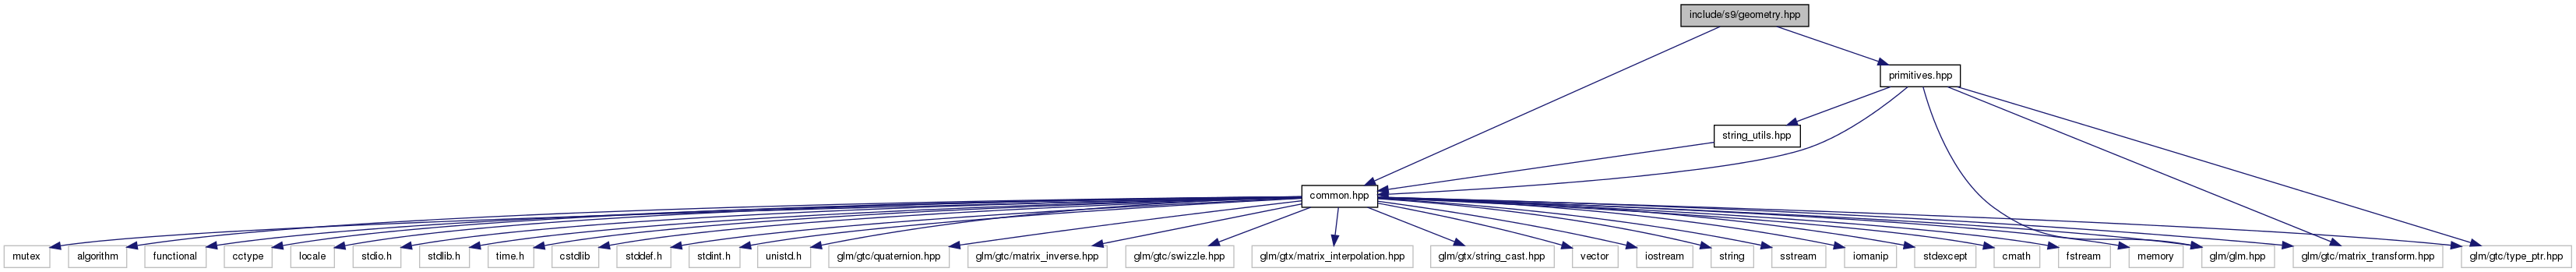 include/s9/geometry.hpp
primitives.hpp
string_utils.hpp
common.hpp
mutex
algorithm
functional
cctype
locale
stdio.h
stdlib.h
time.h
cstdlib
stddef.h
stdint.h
unistd.h
glm/gtc/quaternion.hpp
glm/gtc/matrix_inverse.hpp
glm/gtc/swizzle.hpp
glm/gtx/matrix_interpolation.hpp
glm/gtx/string_cast.hpp
vector
iostream
string
sstream
iomanip
stdexcept
cmath
fstream
memory
glm/glm.hpp
glm/gtc/matrix_transform.hpp
glm/gtc/type_ptr.hpp